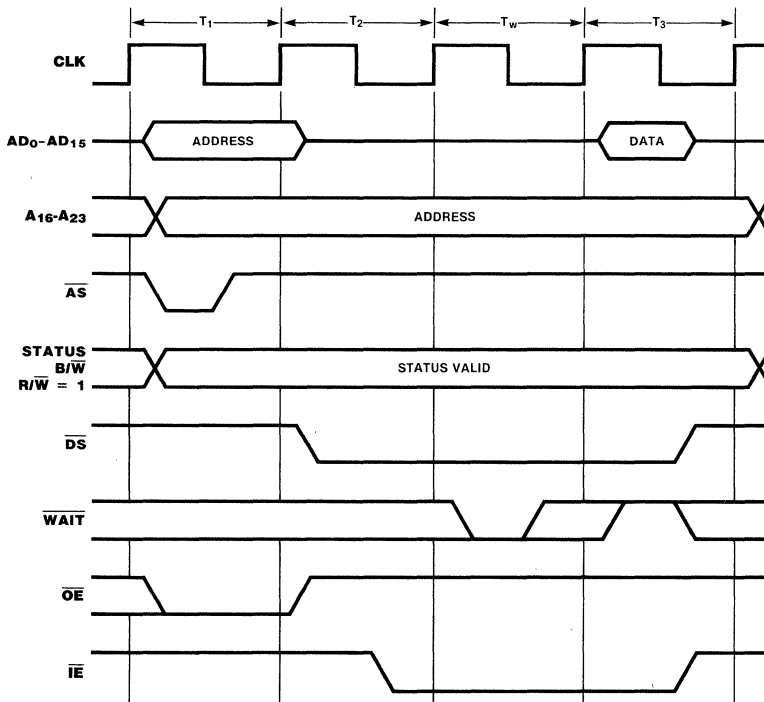 T1 T2 Tw T3
CLK
AD0–AD15 ADDRESS DATA
A16-A23 ADDRESS
AS
STATUS
B/W STATUS VALID
R/W = 1
DS
WAIT
OE
IE